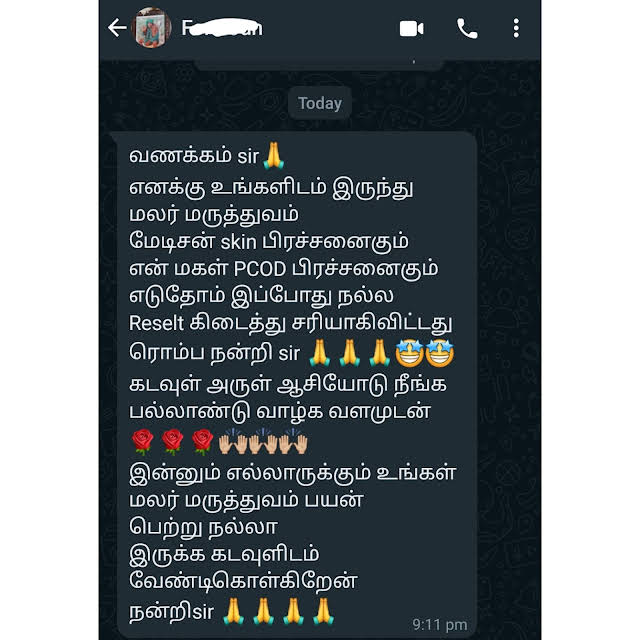 Today
வணக்கம் sir🙏
எனக்கு உங்களிடம் இருந்து
மலர் மருத்துவம்
மேடிசன் skin பிரச்சனைகும்
என் மகள் PCOD பிரச்சனைகும்
எடுதோம் இப்போது நல்ல
Reselt கிடைத்து சரியாகிவிட்டது
ரொம்ப நன்றி sir 🙏🙏🙏🤩🤩
கடவுள் அருள் ஆசியோடு நீங்க
பல்லாண்டு வாழ்க வளமுடன்
🌹🌹🌹🙌🏼🙌🏼🙌🏼
இன்னும் எல்லாருக்கும் உங்கள்
மலர் மருத்துவம் பயன்
பெற்று நல்லா
இருக்க கடவுளிடம்
வேண்டிகொள்கிறேன்
நன்றிsir 🙏🙏🙏🙏
9:11 pm